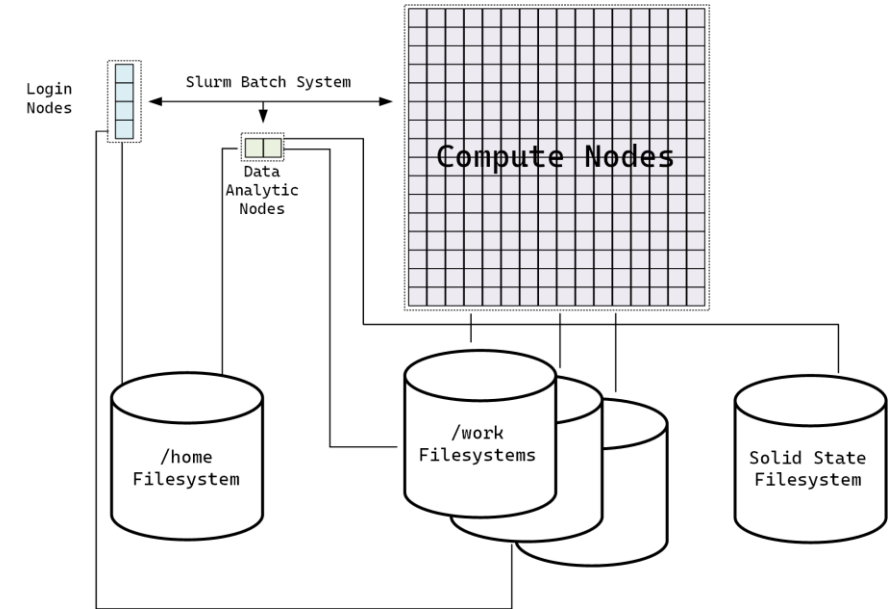 Login
Nodes
Slurm Batch System
Compute Nodes
Data
Analytic
Nodes
/home
Filesystem
/work
Filesystems
Solid State
Filesystem